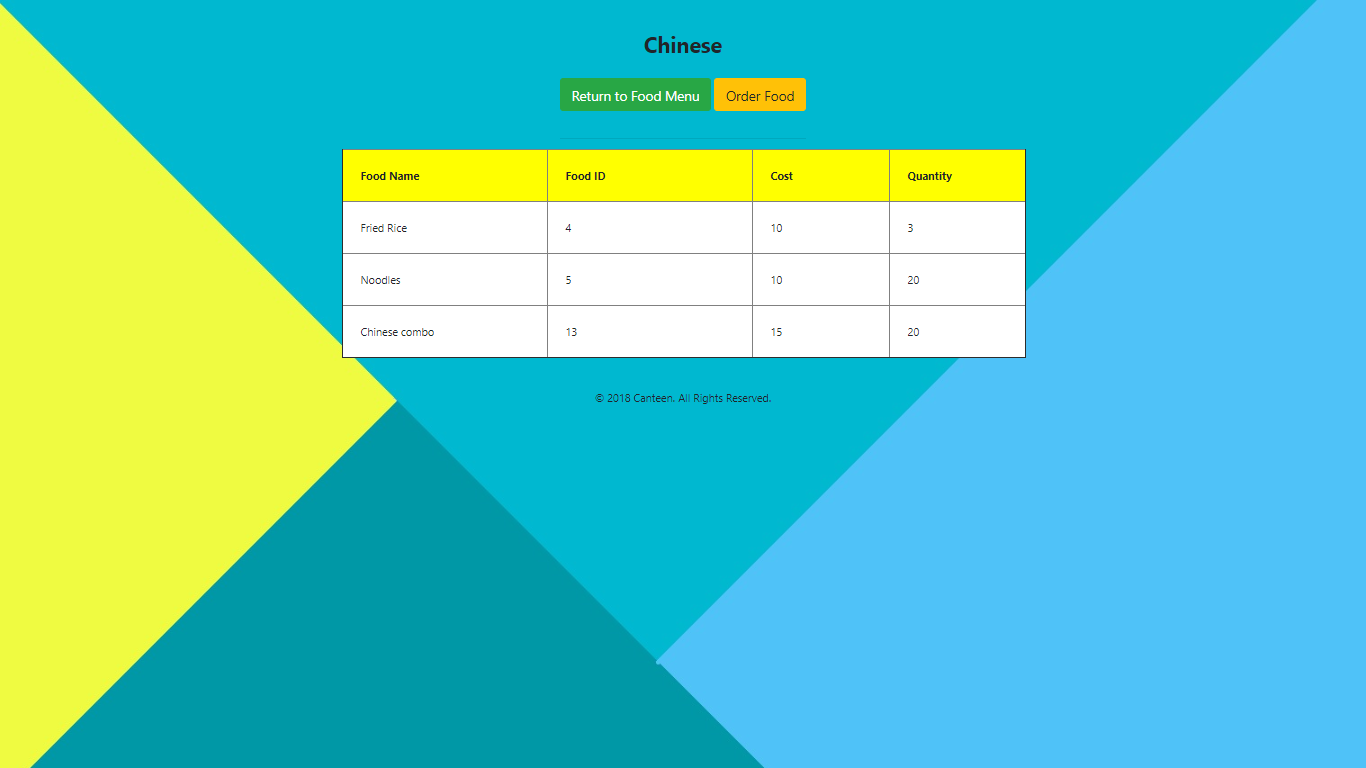 Chinese
Return to Food Menu Order Food
Food Name Food ID Cost Quantity
Fried Rice 4 10 3
Noodles 5 10 20
Chinese combo 13 15 20
© 2018 Canteen. All Rights Reserved.